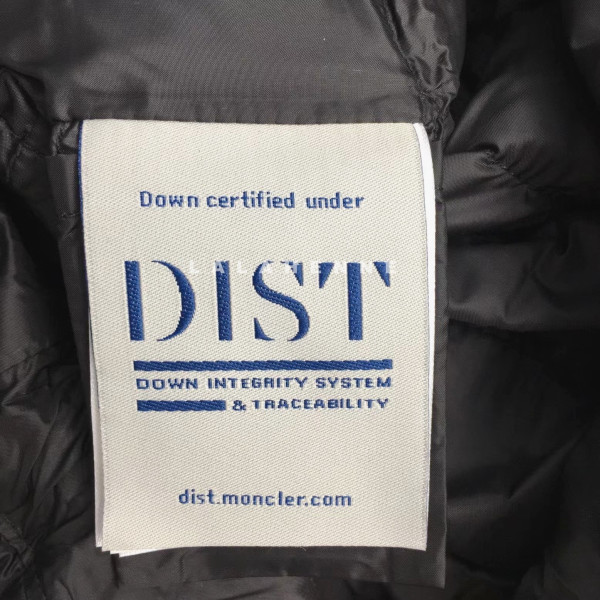 Down certified under
DIST
DOWN INTEGRITY SYSTEM
& TRACEABILITY
dist.moncler.com